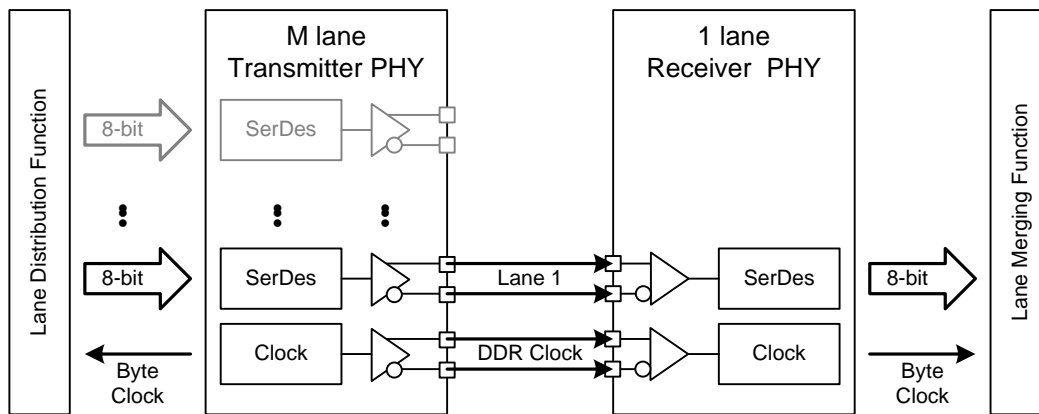 Lane Distribution Function
M lane
Transmitter PHY
8-bit
SerDes
8-bit
SerDes
Clock
Byte
Clock
Lane 1
DDR Clock
1 lane
Receiver PHY
SerDes
Clock
8-bit
Byte
Clock
Lane Merging Function